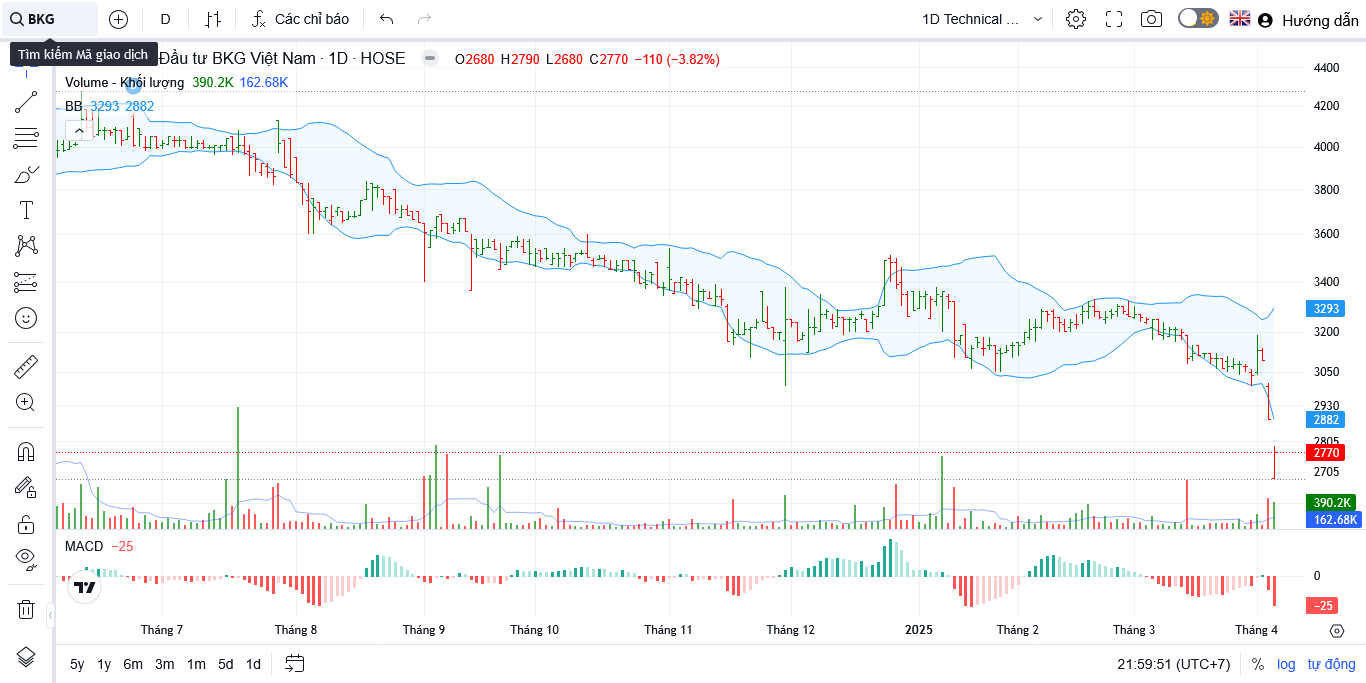 BKG
D
Các chỉ báo
1D Technical ...
Hướng dẫn
Tìm kiếm Mã giao dịch
Đầu tư BKG Việt Nam · 1D · HOSE
O2680 H2790 L2680 C2770 −110 (−3.82%)
Volume - Khối lượng 390.2K 162.68K
BB 3293 2882
4400
4200
4000
3800
3600
3400
3293
3200
3050
2930
2882
2805
2770
2705
390.2K
162.68K
MACD −25
0
−25
Tháng 7 Tháng 8 Tháng 9 Tháng 10 Tháng 11 Tháng 12 2025 Tháng 2 Tháng 3 Tháng 4
5y 1y 6m 3m 1m 5d 1d
21:59:51 (UTC+7) % log tự động